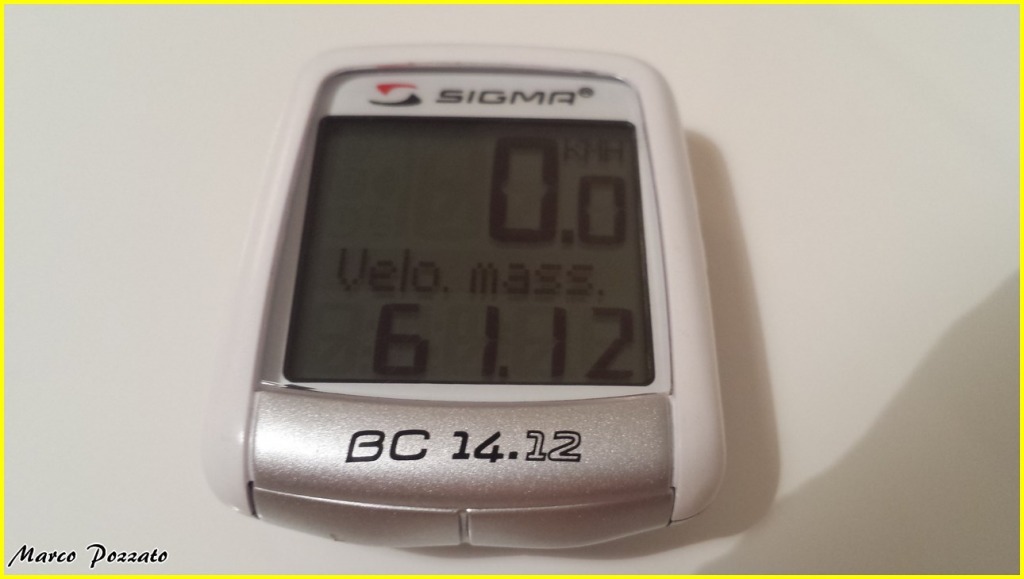 SIGMA®
KMH
0.0
Velo. mass.
61.12
BC 14.12
Marco Pozzato